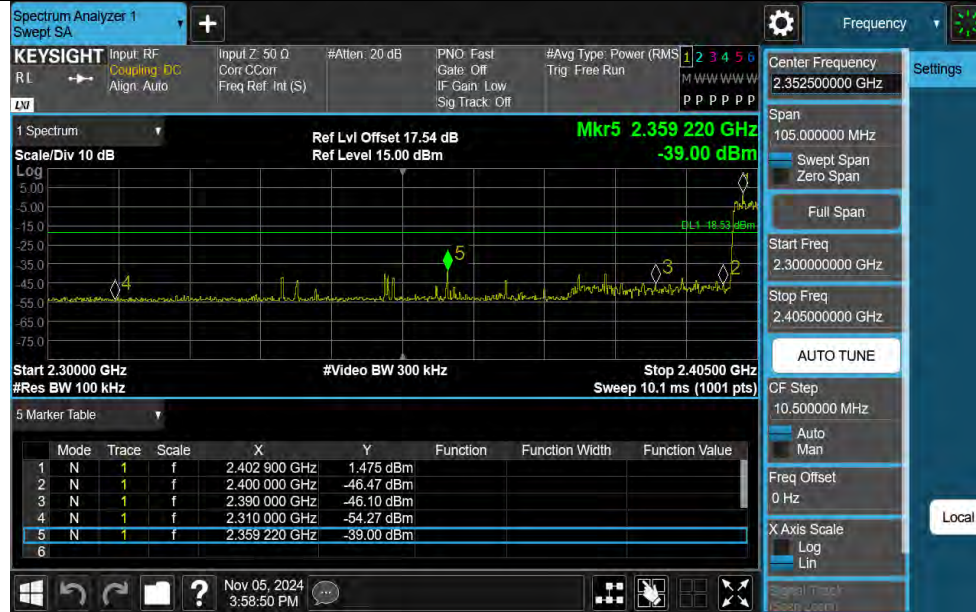 Spectrum Analyzer 1
Swept SA
Frequency
KEYSIGHT
RL
LXI
Input: RF
Coupling: DC
Align: Auto
Input Z: 50 Ω
Corr CCorr
Freq Ref: Int (S)
#Atten: 20 dB
PNO: Fast
Gate: Off
IF Gain: Low
Sig Track: Off
#Avg Type: Power (RMS
Trig: Free Run
1 2 3 4 5 6
M W W W W W
P P P P P P
1 Spectrum
Scale/Div 10 dB
Ref Lvl Offset 17.54 dB
Ref Level 15.00 dBm
Mkr5 2.359 220 GHz
-39.00 dBm
Log
5.00
-5.00
-15.0
-25.0
-35.0
-45.0
-55.0
-65.0
-75.0
DL1 -18.53 dBm
1
2
3
4
5
Start 2.30000 GHz
#Res BW 100 kHz
#Video BW 300 kHz
Stop 2.40500 GHz
Sweep 10.1 ms (1001 pts)
5 Marker Table
Mode Trace Scale X Y Function Function Width Function Value
1 N 1 f 2.402 900 GHz 1.475 dBm
2 N 1 f 2.400 000 GHz -46.47 dBm
3 N 1 f 2.390 000 GHz -46.10 dBm
4 N 1 f 2.310 000 GHz -54.27 dBm
5 N 1 f 2.359 220 GHz -39.00 dBm
6
Nov 05, 2024
3:58:50 PM
Center Frequency
2.352500000 GHz
Span
105.000000 MHz
Swept Span
Zero Span
Full Span
Start Freq
2.300000000 GHz
Stop Freq
2.405000000 GHz
AUTO TUNE
CF Step
10.500000 MHz
Auto
Man
Freq Offset
0 Hz
X Axis Scale
Log
Lin
Signal Track
(Span Zoom)
Settings
Local